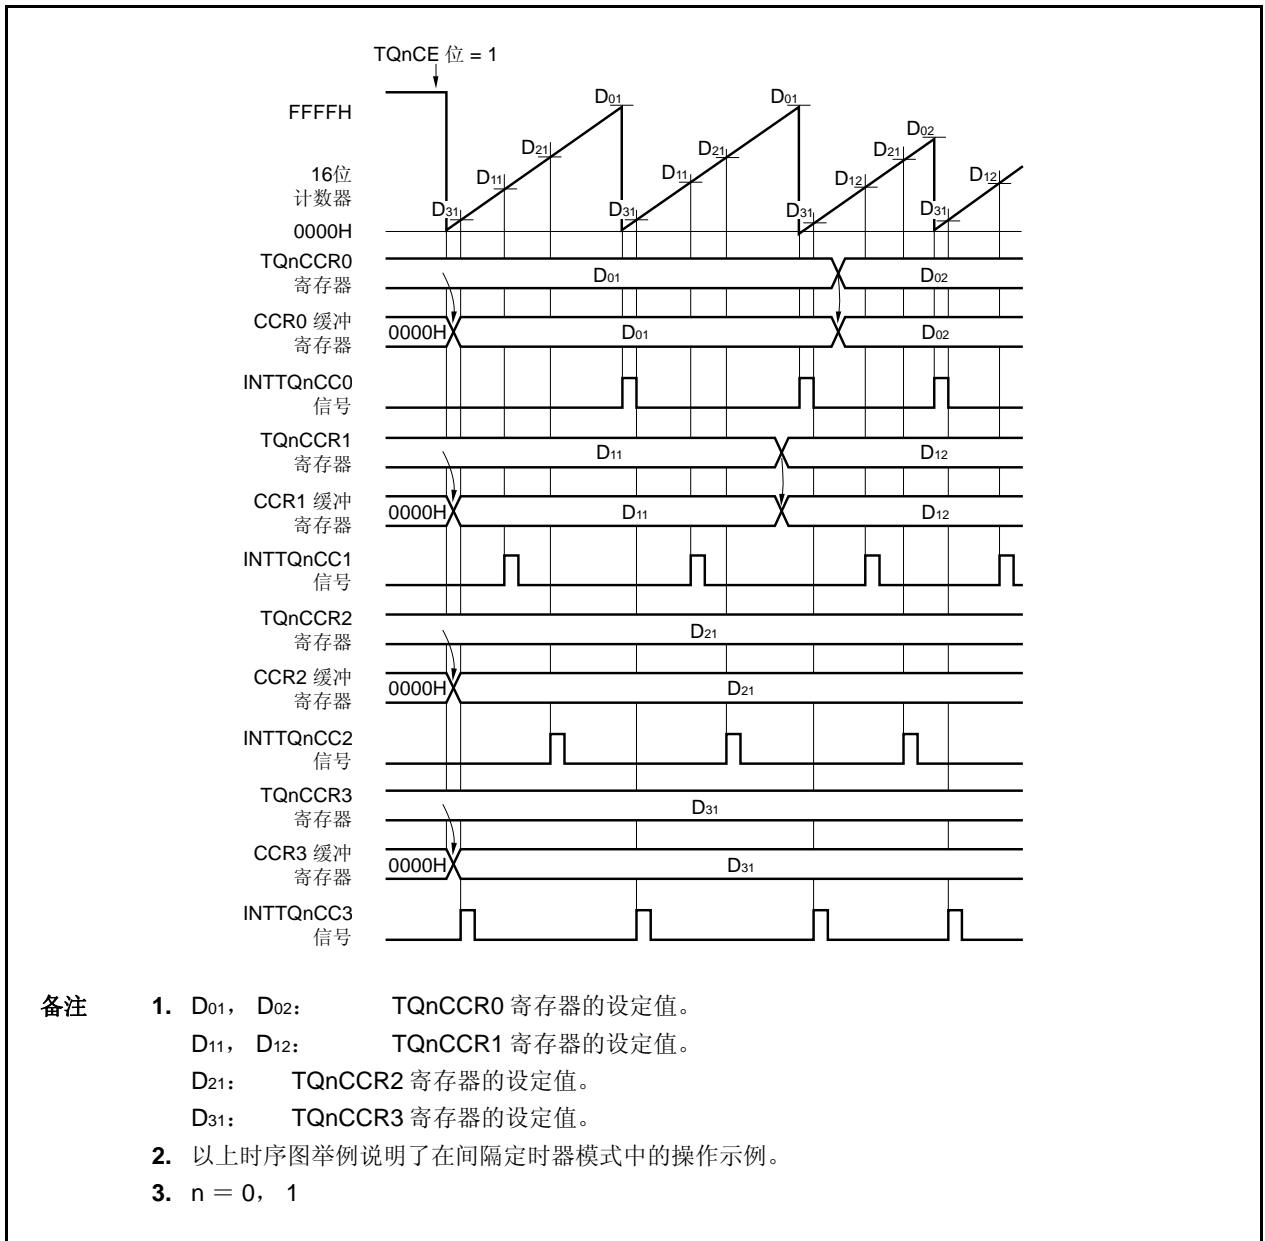 TQnCE 位 = 1
FFFFH
D01
D01
D02
D21
D21
D21
16位
计数器
D11
D11
D12
D12
D31
D31
D31
D31
0000H
TQnCCR0
寄存器
D01
D02
CCR0 缓冲
寄存器
0000H
D01
D02
INTTQnCC0
信号
TQnCCR1
寄存器
D11
D12
CCR1 缓冲
寄存器
0000H
D11
D12
INTTQnCC1
信号
TQnCCR2
寄存器
D21
CCR2 缓冲
寄存器
0000H
D21
INTTQnCC2
信号
TQnCCR3
寄存器
D31
CCR3 缓冲
寄存器
0000H
D31
INTTQnCC3
信号
备注 1. D01， D02： TQnCCR0 寄存器的设定值。
D11， D12： TQnCCR1 寄存器的设定值。
D21： TQnCCR2 寄存器的设定值。
D31： TQnCCR3 寄存器的设定值。
2. 以上时序图举例说明了在间隔定时器模式中的操作示例。
3. n ＝ 0， 1